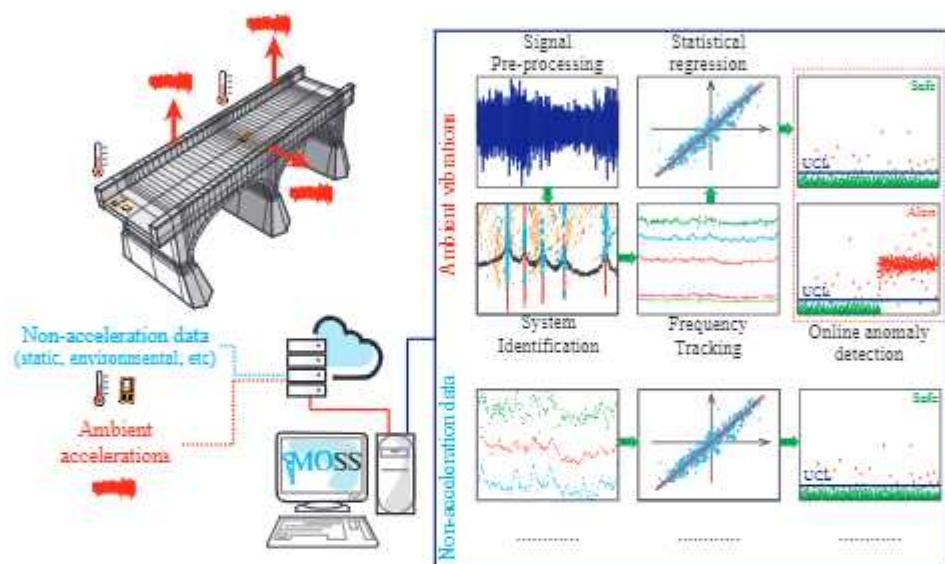 Signal
Pre-processing
Statistical
regression
Safe
UCL
Ambient vibrations
Alarm
UCL
System
Identification
Frequency
Tracking
Online anomaly
detection
Non-acceleration data
(static, environmental, etc)
Ambient
accelerations
MOSS
Non-acceleration data
Safe
UCL